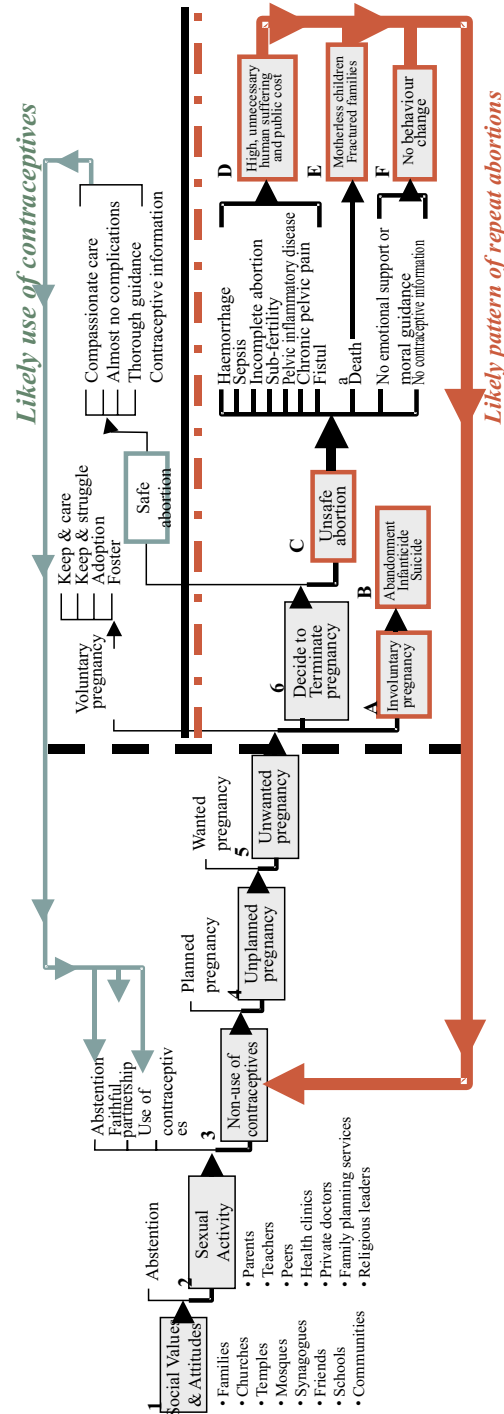 Likely use of contraceptives
1
Social Values
& Attitudes
• Families
• Churches
• Temples
• Mosques
• Synagogues
• Friends
• Schools
• Communities
Abstention
2
Sexual
Activity
• Parents
• Teachers
• Peers
• Health clinics
• Private doctors
• Family planning services
• Religious leaders
Abstention
Faithful
partnership
Use of
contraceptiv
es
3
Non-use of
contraceptives
Planned
pregnancy
4
Unplanned
pregnancy
Wanted
pregnancy
5
Unwanted
pregnancy
Voluntary
pregnancy
Keep & care
Keep & struggle
Adoption
Foster
6
Decide to
Terminate
pregnancy
A
Involuntary
pregnancy
B
Abandonment
Infanticide
Suicide
Safe
abortion
Compassionate care
Almost no complications
Thorough guidance
Contraceptive information
C
Unsafe
abortion
Haemorrhage
Sepsis
Incomplete abortion
Sub-fertility
Pelvic inflammatory disease
Chronic pelvic pain
Fistul
a
Death
No emotional support or
moral guidance
No contraceptive information
D
High, unnecessary
human suffering
and public cost
E
Motherless children
Fractured families
F
No behaviour
change
Likely pattern of repeat abortions